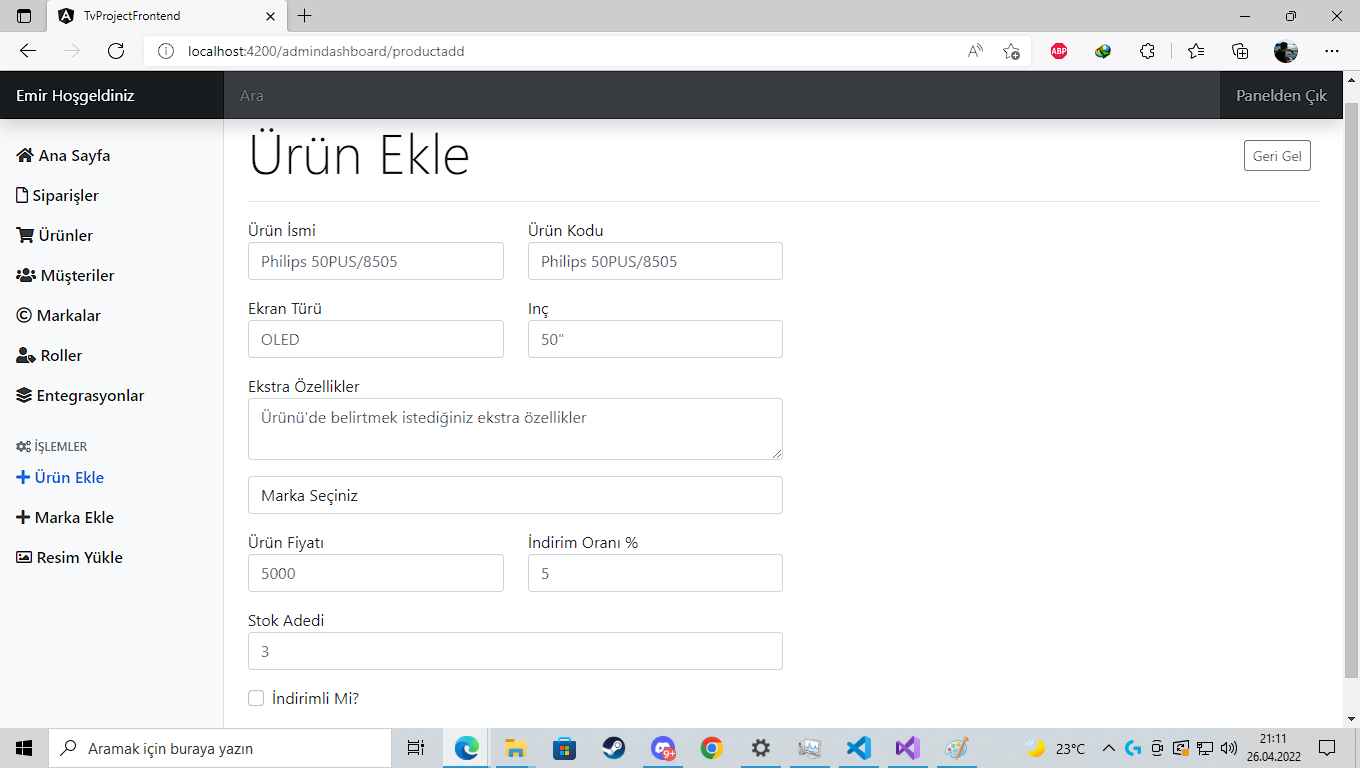 TvProjectFrontend
localhost:4200/admindashboard/productadd
ABP
Emir Hoşgeldiniz
Ara
Panelden Çık
Ana Sayfa
Siparişler
Ürünler
Müşteriler
Markalar
Roller
Entegrasyonlar
İŞLEMLER
Ürün Ekle
Marka Ekle
Resim Yükle
Ürün Ekle
Geri Gel
Ürün İsmi
Ürün Kodu
Philips 50PUS/8505
Philips 50PUS/8505
Ekran Türü
Inç
OLED
50"
Ekstra Özellikler
Ürünü'de belirtmek istediğiniz ekstra özellikler
Marka Seçiniz
Ürün Fiyatı
İndirim Oranı %
5000
5
Stok Adedi
3
İndirimli Mi?
Aramak için buraya yazın
9+
23°C
21:11
26.04.2022